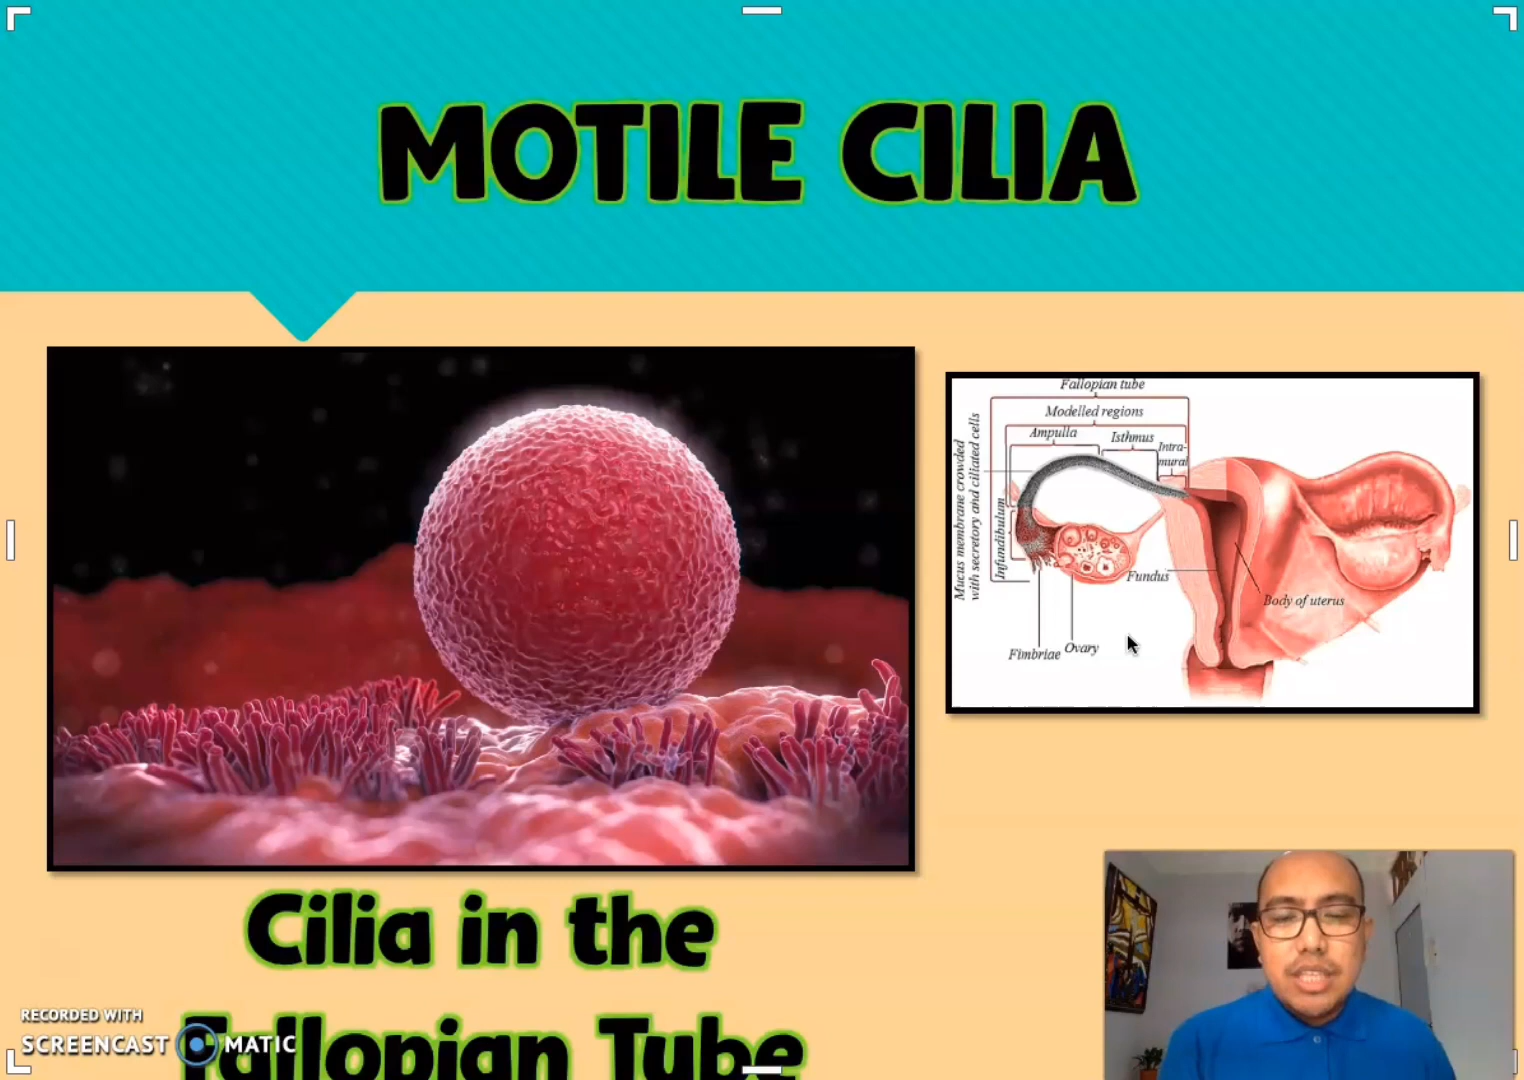 MOTILE CILIA
Fallopian tube
Modelled regions
Ampulla
Isthmus
Intra-
mural
Mucus membrane crowded
with secretory and ciliated cells
Infundibulum
Fundus
Body of uterus
Fimbriae
Ovary
Cilia in the
Fallopian Tube
RECORDED WITH
SCREENCAST MATIC